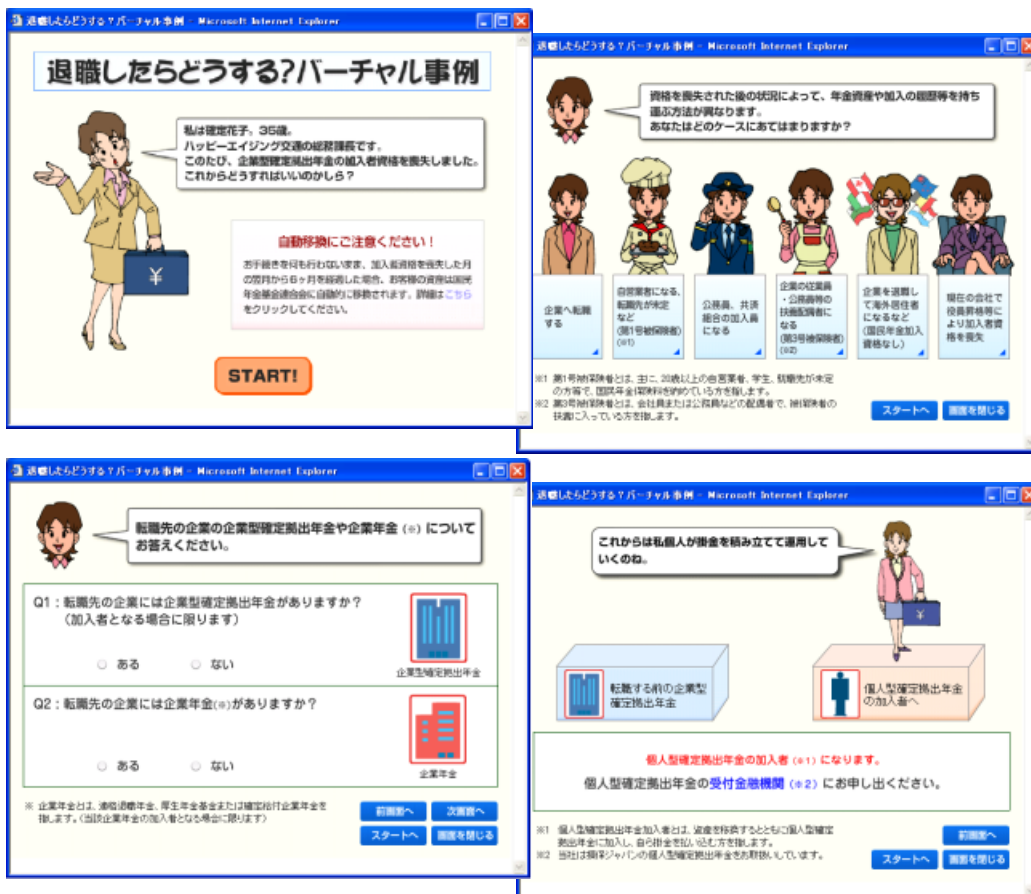 退職したらどうする?バーチャル事例 - Microsoft Internet Explorer
退職したらどうする?バーチャル事例
私は確定花子。35歳。
ハッピーエイジング交通の総務課長です。
このたび、企業型確定拠出年金の加入者資格を喪失しました。
これからどうすればいいのかしら？
自動移換にご注意ください！
お手続きを何も行わないまま、加入者資格を喪失した月
の翌月から6ヶ月を経過した場合、お客様の資産は国民
年金基金連合会に自動的に移換されます。詳細はこちら
をクリックしてください。
¥
START!
退職したらどうする？バーチャル事例 - Microsoft Internet Explorer
資格を喪失された後の状況によって、年金資産や加入の履歴等を持ち
運ぶ方法が異なります。
あなたはどのケースにあてはまりますか？
企業へ転職
する
自営業者になる、
転職先が未定
など
(第1号被保険者)
(※1)
公務員、共済
組合の加入員
になる
企業の従業員
・公務員等の
扶養配偶者に
なる
(第3号被保険者)
(※2)
企業を退職し
て海外居住者
になるなど
(国民年金加入
資格なし)
現在の会社で
役員昇格等に
より加入者資
格を喪失
※1 第1号被保険者とは、主に、20歳以上の自営業者、学生、就職先が未定
の方等で、国民年金保険料を納めている方を指します。
※2 第3号被保険者とは、会社員または公務員などの配偶者で、被保険者の
扶養に入っている方を指します。
スタートへ 画面を閉じる
退職したらどうする？バーチャル事例 - Microsoft Internet Explorer
転職先の企業の企業型確定拠出年金や企業年金 (※) について
お答えください。
Q1：転職先の企業には企業型確定拠出年金がありますか？
（加入者となる場合に限ります）
ある ない
企業型確定拠出年金
Q2：転職先の企業には企業年金(※)がありますか？
ある ない
企業年金
※ 企業年金とは、適格退職年金、厚生年金基金または確定給付企業年金を
指します。(当該企業年金の加入者となる場合に限ります)
前画面へ 次画面へ
スタートへ 画面を閉じる
退職したらどうする？バーチャル事例 - Microsoft Internet Explorer
これからは私個人が掛金を積み立てて運用して
いくのね。
¥
転職する前の企業型
確定拠出年金
個人型確定拠出年金
の加入者へ
個人型確定拠出年金の加入者 (※1) になります。
個人型確定拠出年金の受付金融機関 (※2) にお申し出ください。
※1 個人型確定拠出年金加入者とは、資産を移換するとともに個人型確定
拠出年金に加入し、自ら掛金を払い込む方を指します。
※2 当社は損保ジャパンの個人型確定拠出年金をお取扱いしています。
前画面へ
スタートへ 画面を閉じる